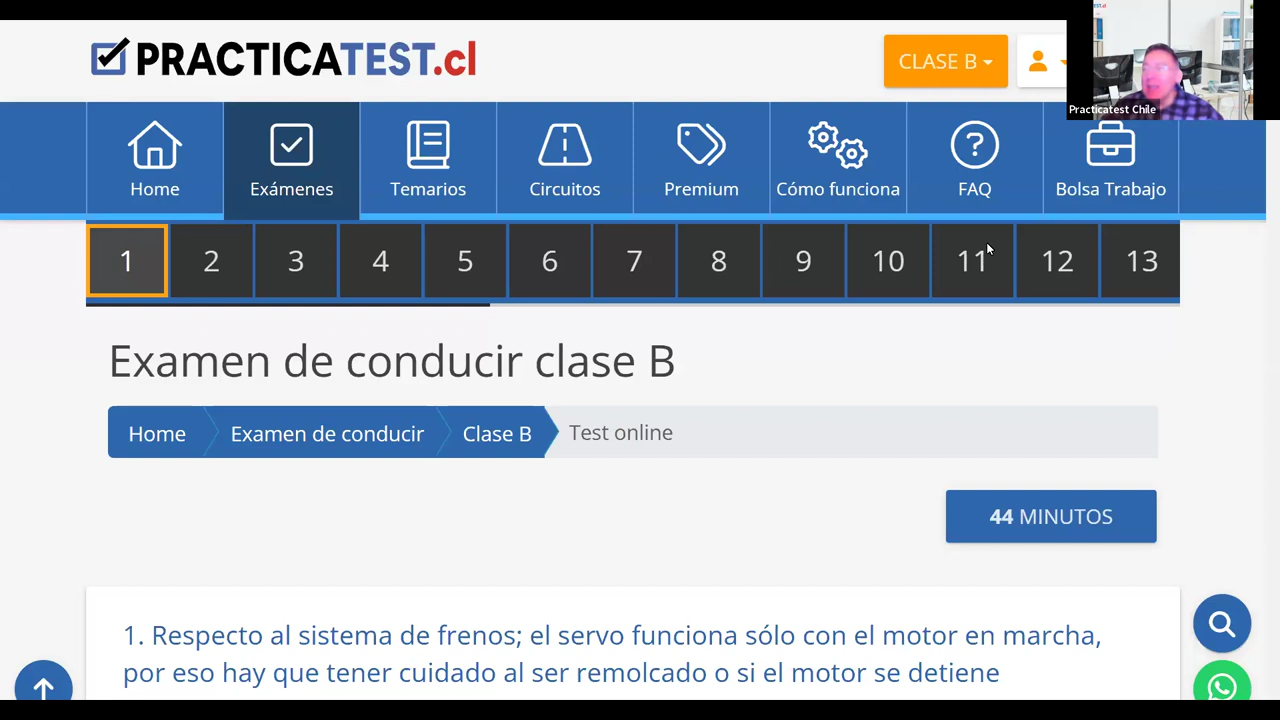 PRACTICATEST.cl
CLASE B
Practicatest Chile
Home
Exámenes
Temarios
Circuitos
Premium
Cómo funciona
FAQ
Bolsa Trabajo
1 2 3 4 5 6 7 8 9 10 11 12 13
Examen de conducir clase B
Home Examen de conducir Clase B Test online
44 MINUTOS
1. Respecto al sistema de frenos; el servo funciona sólo con el motor en marcha,
por eso hay que tener cuidado al ser remolcado o si el motor se detiene